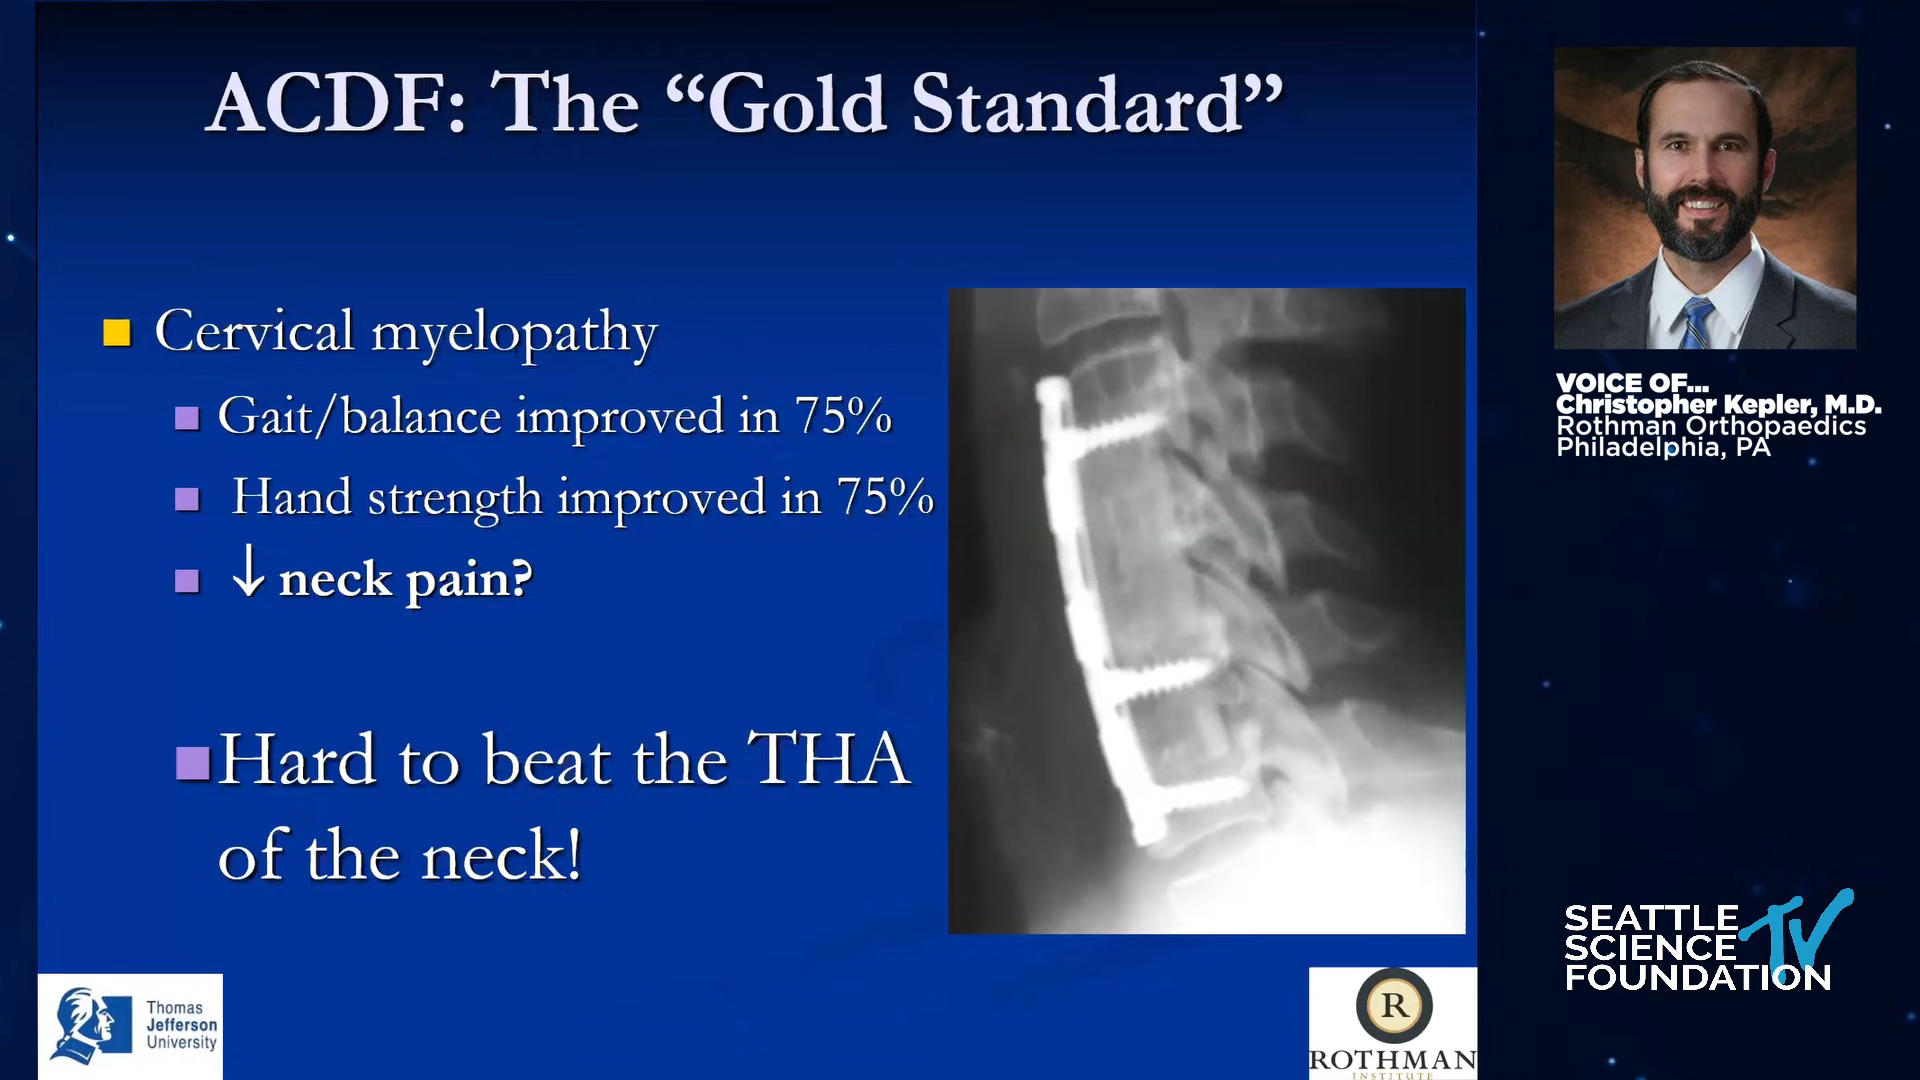 ACDF: The “Gold Standard”
Cervical myelopathy
Gait/balance improved in 75%
Hand strength improved in 75%
↓ neck pain?
Hard to beat the THA
of the neck!
Thomas
Jefferson
University
R
ROTHMAN
INSTITUTE
VOICE OF...
Christopher Kepler, M.D.
Rothman Orthopaedics
Philadelphia, PA
SEATTLE
SCIENCE
FOUNDATION
TV